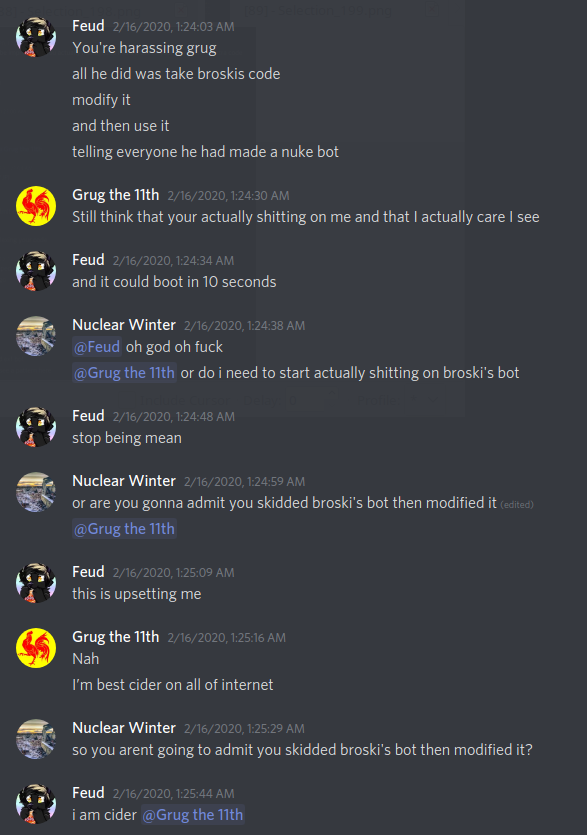 Feud 2/16/2020, 1:24:03 AM
You're harassing grug
all he did was take broskis code
modify it
and then use it
telling everyone he had made a nuke bot
Grug the 11th 2/16/2020, 1:24:30 AM
Still think that your actually shitting on me and that I actually care I see
Feud 2/16/2020, 1:24:34 AM
and it could boot in 10 seconds
Nuclear Winter 2/16/2020, 1:24:38 AM
@Feud oh god oh fuck
@Grug the 11th or do i need to start actually shitting on broski's bot
Feud 2/16/2020, 1:24:48 AM
stop being mean
Nuclear Winter 2/16/2020, 1:24:59 AM
or are you gonna admit you skidded broski's bot then modified it (edited)
@Grug the 11th
Feud 2/16/2020, 1:25:09 AM
this is upsetting me
Grug the 11th 2/16/2020, 1:25:16 AM
Nah
I'm best cider on all of internet
Nuclear Winter 2/16/2020, 1:25:29 AM
so you arent going to admit you skidded broski's bot then modified it?
Feud 2/16/2020, 1:25:44 AM
i am cider @Grug the 11th